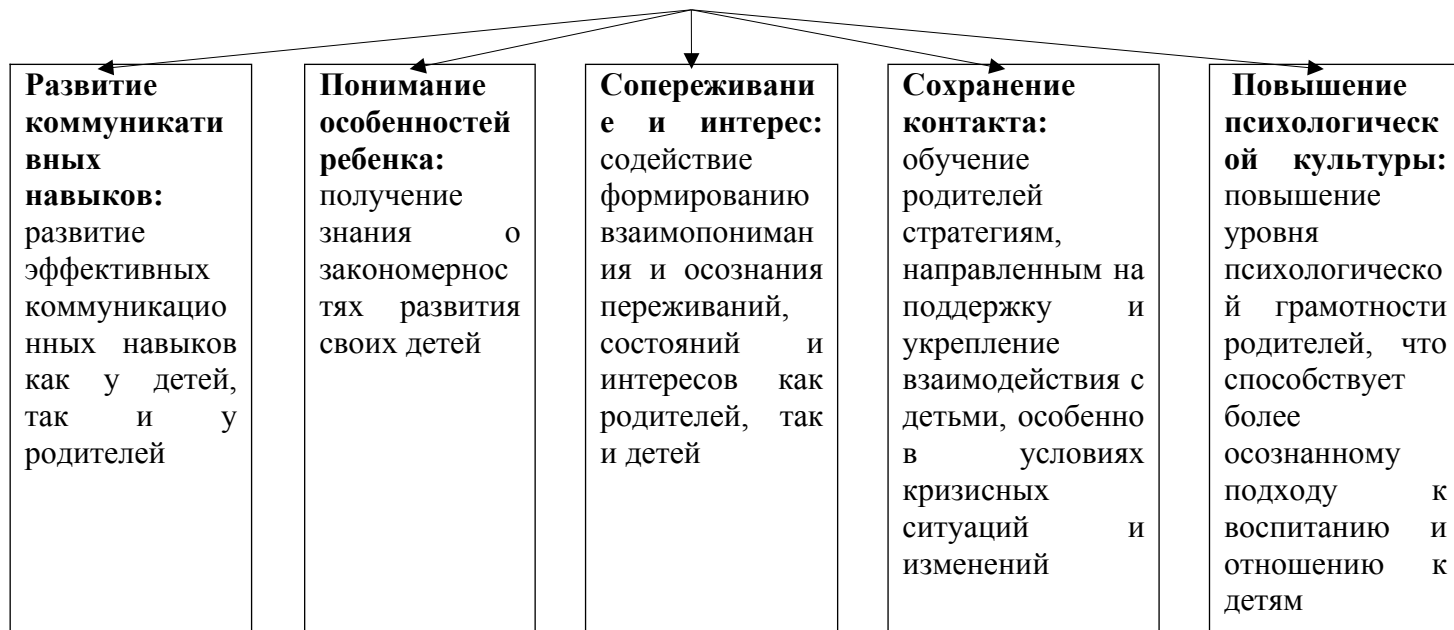 Развитие
коммуникати
вных
навыков:
развитие
эффективных
коммуникацио
нных навыков
как у детей,
так и у
родителей
Понимание
особенностей
ребенка:
получение
знания о
закономернос
тях развития
своих детей
Сопереживани
е и интерес:
содействие
формированию
взаимопониман
ия и осознания
переживаний,
состояний и
интересов как
родителей, так
и детей
Сохранение
контакта:
обучение
родителей
стратегиям,
направленным на
поддержку и
укрепление
взаимодействия с
детьми, особенно
в условиях
кризисных
ситуаций и
изменений
Повышение
психологическ
ой культуры:
повышение
уровня
психологическо
й грамотности
родителей, что
способствует
более
осознанному
подходу к
воспитанию и
отношению к
детям